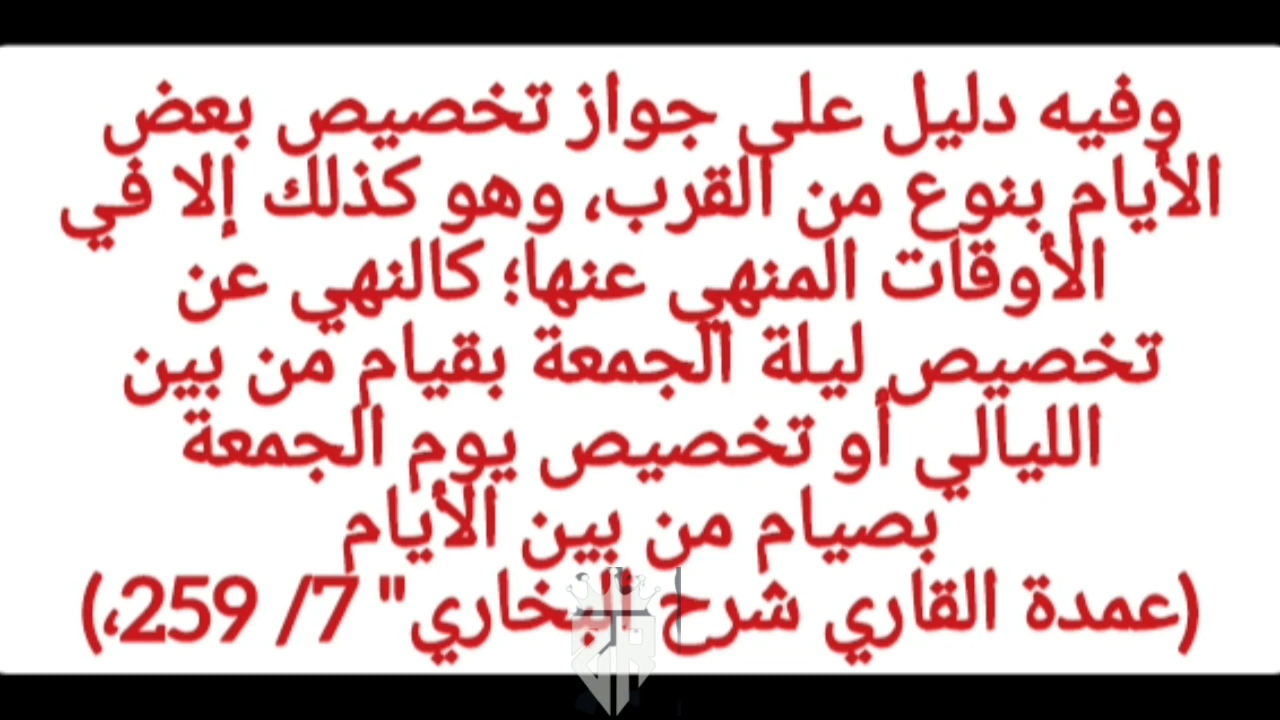 وفيه دليل على جواز تخصيص بعض
الأيام بنوع من القرب، وهو كذلك إلا في
الأوقات المنهي عنها؛ كالنهي عن
تخصيص ليلة الجمعة بقيام من بين
الليالي أو تخصيص يوم الجمعة
بصيام من بين الأيام
(عمدة القاري شرح البخاري" 7/ 259،)